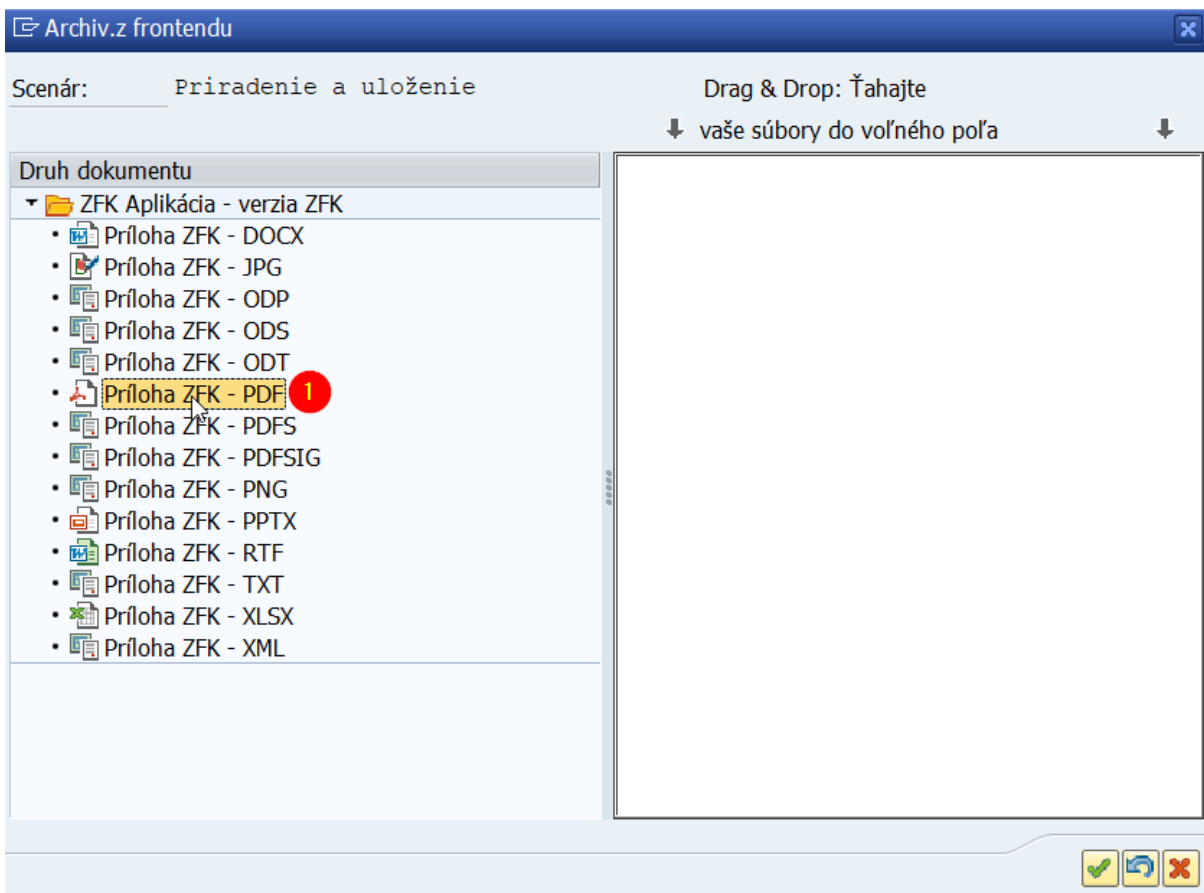 Archiv.z frontendu
Scenár: Priradenie a uloženie
Drag & Drop: Ťahajte
vaše súbory do voľného poľa
Druh dokumentu
ZFK Aplikácia - verzia ZFK
Príloha ZFK - DOCX
Príloha ZFK - JPG
Príloha ZFK - ODP
Príloha ZFK - ODS
Príloha ZFK - ODT
Príloha ZFK - PDF 1
Príloha ZFK - PDFS
Príloha ZFK - PDFSIG
Príloha ZFK - PNG
Príloha ZFK - PPTX
Príloha ZFK - RTF
Príloha ZFK - TXT
Príloha ZFK - XLSX
Príloha ZFK - XML